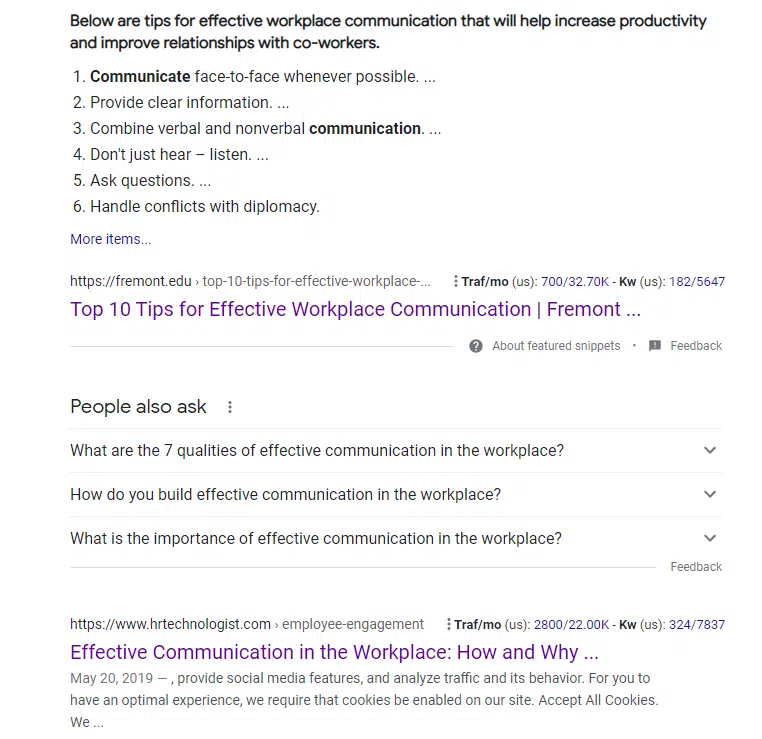 Below are tips for effective workplace communication that will help increase productivity
and improve relationships with co-workers.
1. Communicate face-to-face whenever possible. ...
2. Provide clear information. ...
3. Combine verbal and nonverbal communication. ...
4. Don't just hear – listen. ...
5. Ask questions. ...
6. Handle conflicts with diplomacy.
More items...
https://fremont.edu › top-10-tips-for-effective-workplace-... Traf/mo (us): 700/32.70K - Kw (us): 182/5647
Top 10 Tips for Effective Workplace Communication | Fremont ...
About featured snippets · Feedback
People also ask
What are the 7 qualities of effective communication in the workplace?
How do you build effective communication in the workplace?
What is the importance of effective communication in the workplace?
Feedback
https://www.hrtechnologist.com › employee-engagement Traf/mo (us): 2800/22.00K - Kw (us): 324/7837
Effective Communication in the Workplace: How and Why ...
May 20, 2019 — , provide social media features, and analyze traffic and its behavior. For you to
have an optimal experience, we require that cookies be enabled on our site. Accept All Cookies.
We ...